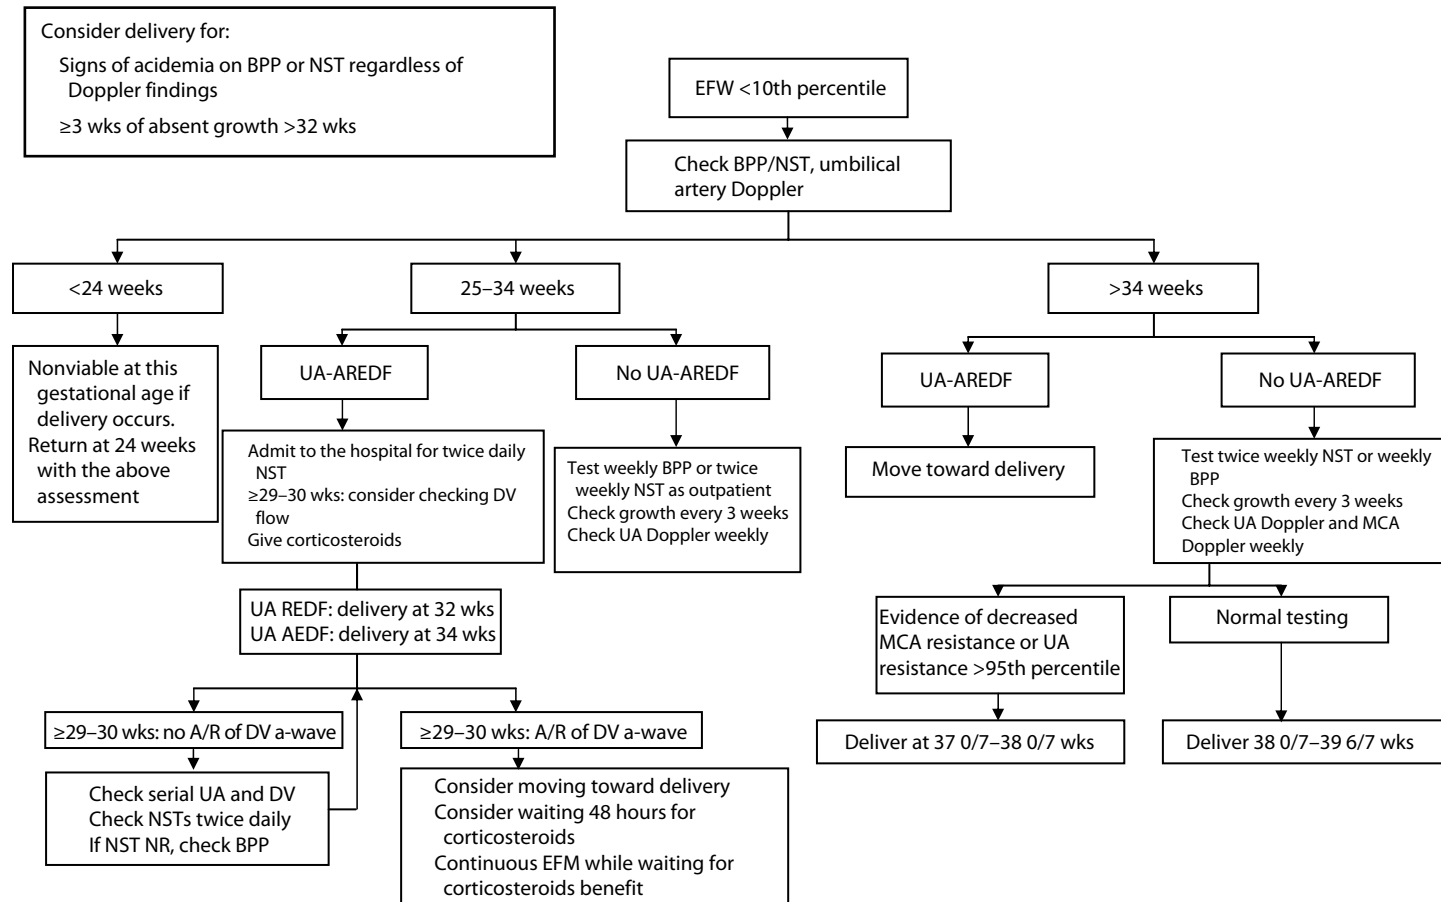 Consider delivery for:
Signs of acidemia on BPP or NST regardless of
Doppler findings
≥3 wks of absent growth >32 wks
EFW <10th percentile
Check BPP/NST, umbilical
artery Doppler
<24 weeks
25–34 weeks
>34 weeks
Nonviable at this
gestational age if
delivery occurs.
Return at 24 weeks
with the above
assessment
UA-AREDF
No UA-AREDF
UA-AREDF
No UA-AREDF
Admit to the hospital for twice daily
NST
≥29–30 wks: consider checking DV
flow
Give corticosteroids
Test weekly BPP or twice
weekly NST as outpatient
Check growth every 3 weeks
Check UA Doppler weekly
Move toward delivery
Test twice weekly NST or weekly
BPP
Check growth every 3 weeks
Check UA Doppler and MCA
Doppler weekly
UA REDF: delivery at 32 wks
UA AEDF: delivery at 34 wks
Evidence of decreased
MCA resistance or UA
resistance >95th percentile
Normal testing
≥29–30 wks: no A/R of DV a-wave
≥29–30 wks: A/R of DV a-wave
Deliver at 37 0/7–38 0/7 wks
Deliver 38 0/7–39 6/7 wks
Check serial UA and DV
Check NSTs twice daily
If NST NR, check BPP
Consider moving toward delivery
Consider waiting 48 hours for
corticosteroids
Continuous EFM while waiting for
corticosteroids benefit